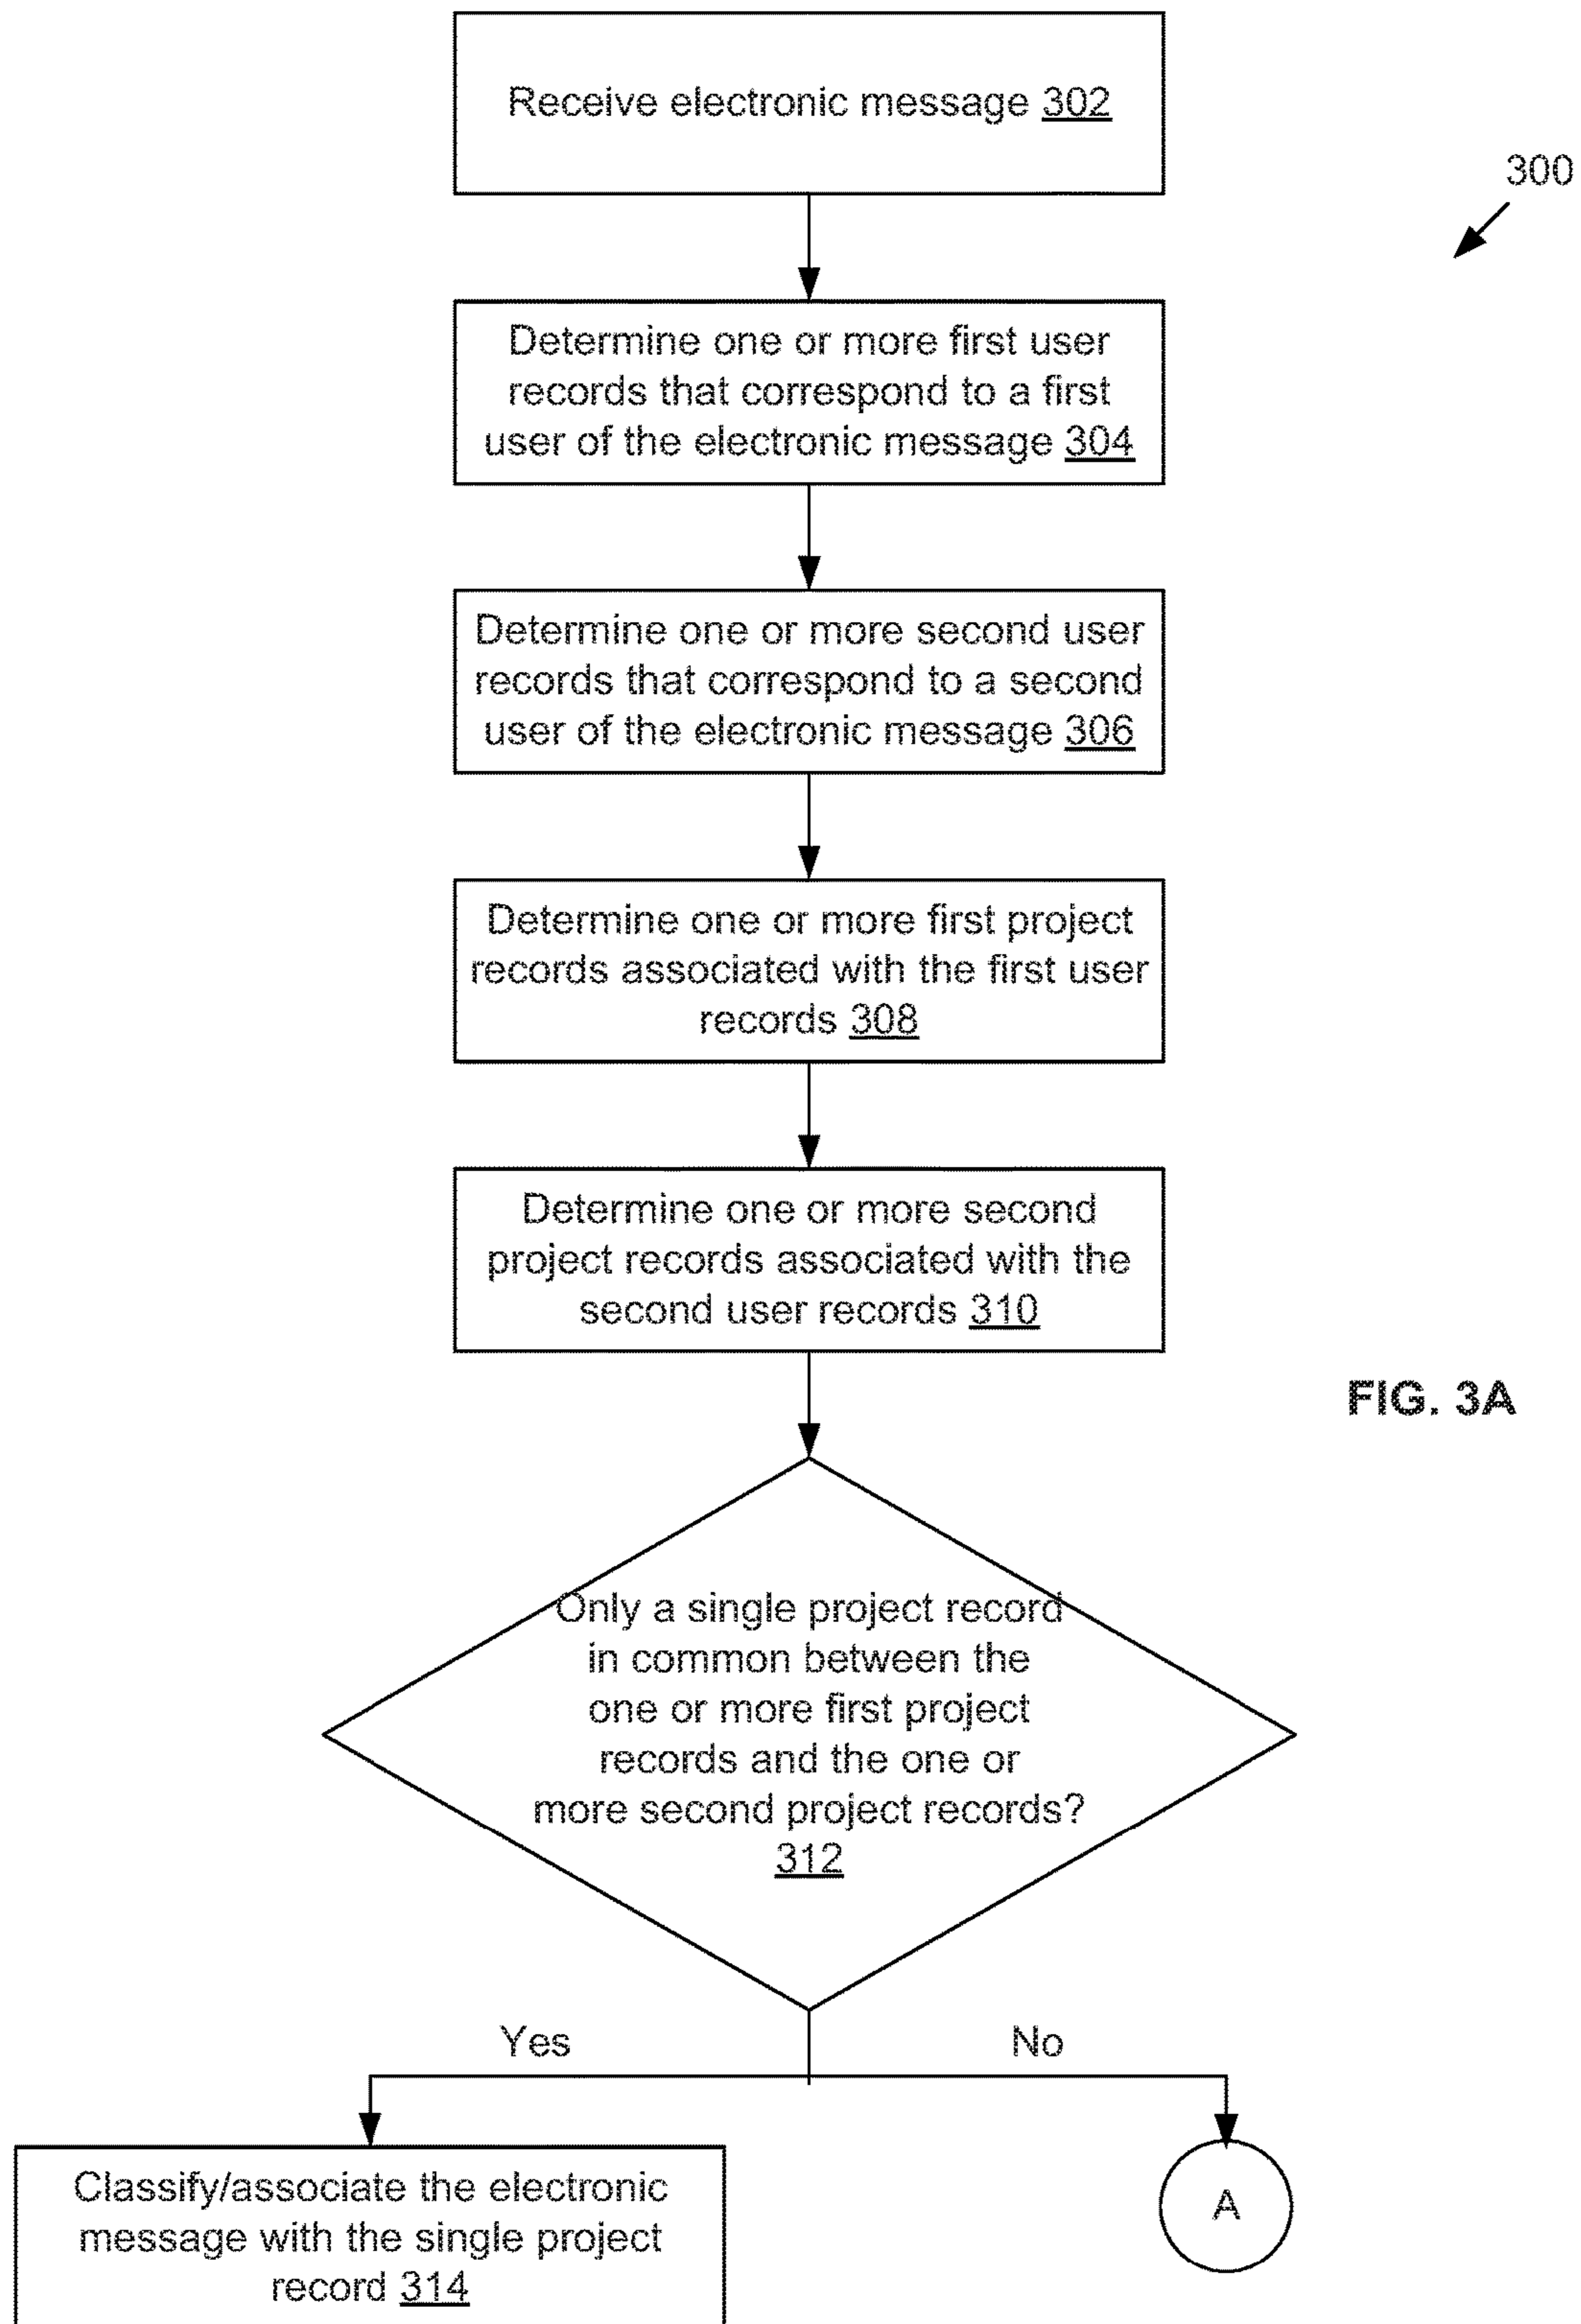 Receive electronic message 302
300
Determine one or more first user
records that correspond to a first
user of the electronic message 304
Determine one or more second user
records that correspond to a second
user of the electronic message 306
Determine one or more first project
records associated with the first user
records 308
Determine one or more second
project records associated with the
second user records 310
FIG. 3A
Only a single project record
in common between the
one or more first project
records and the one or
more second project records?
312
Yes
No
Classify/associate the electronic
message with the single project
record 314
A